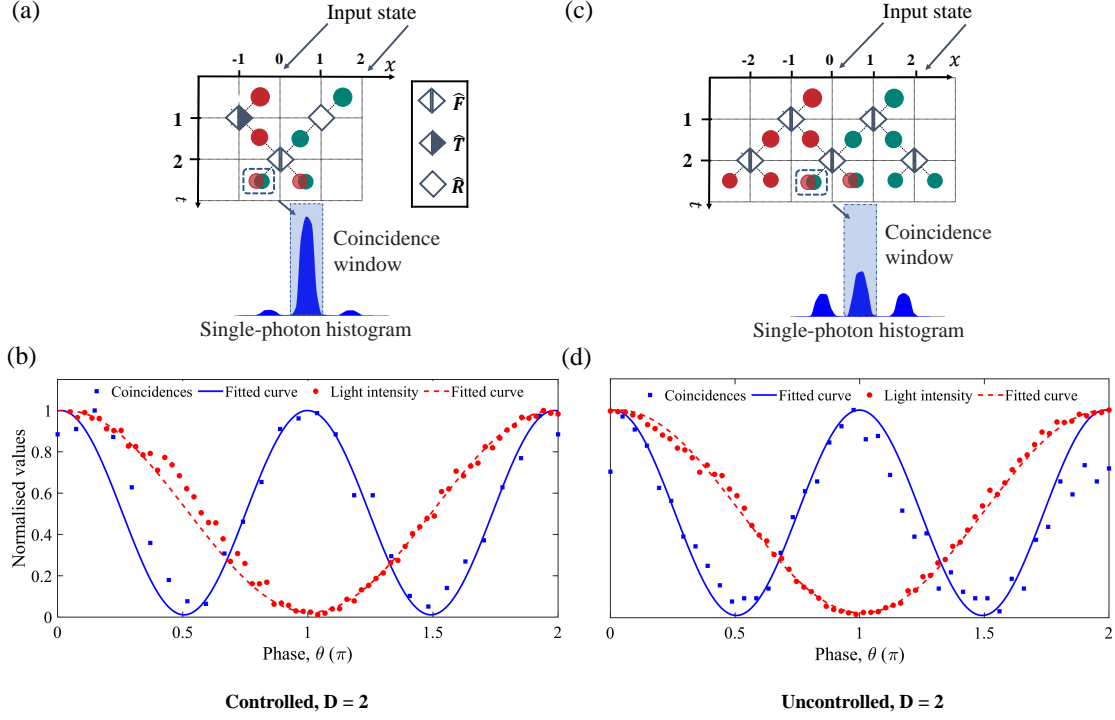 (a)
Input state
-1 0 1 2 x
1
2
t
F̂
T̂
R̂
Coincidence
window
Single-photon histogram
(c)
Input state
-2 -1 0 1 2 x
1
2
t
Coincidence
window
Single-photon histogram
(b)
Coincidences Fitted curve Light intensity Fitted curve
Normalised values
1
0.8
0.6
0.4
0.2
0
0 0.5 1 1.5 2
Phase, θ (π)
Controlled, D = 2
(d)
Coincidences Fitted curve Light intensity Fitted curve
0 0.5 1 1.5 2
Phase, θ (π)
Uncontrolled, D = 2